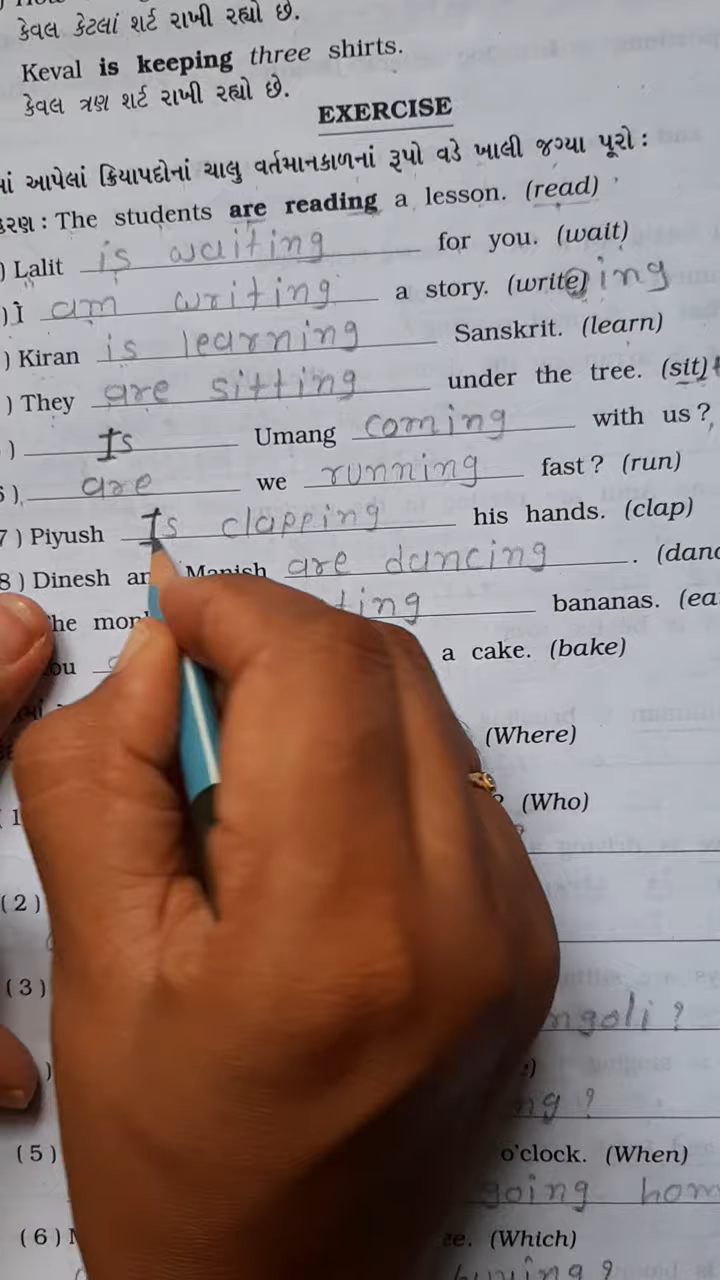 કેવલ કેટલાં શર્ટ રાખી રહ્યો છે.
Keval is keeping three shirts.
કેવલ ત્રણ શર્ટ રાખી રહ્યો છે.
EXERCISE
આપેલાં ક્રિયાપદોનાં ચાલુ વર્તમાનકાળનાં રૂપો વડે ખાલી જગ્યા પૂરો :
The students are reading a lesson. (read)
) Lalit is waiting for you. (wait)
) I am writing a story. (write) ing
) Kiran is learning Sanskrit. (learn)
) They are sitting under the tree. (sit) t
) Is Umang coming with us?
) are we running fast? (run)
7) Piyush Is clapping his hands. (clap)
8) Dinesh Manish are dancing.
bananas.
a cake. (bake)
(Where)
? (Who)
(2)
(3)
?
?
(5) o'clock. (When)
going
(6) (Which)
?